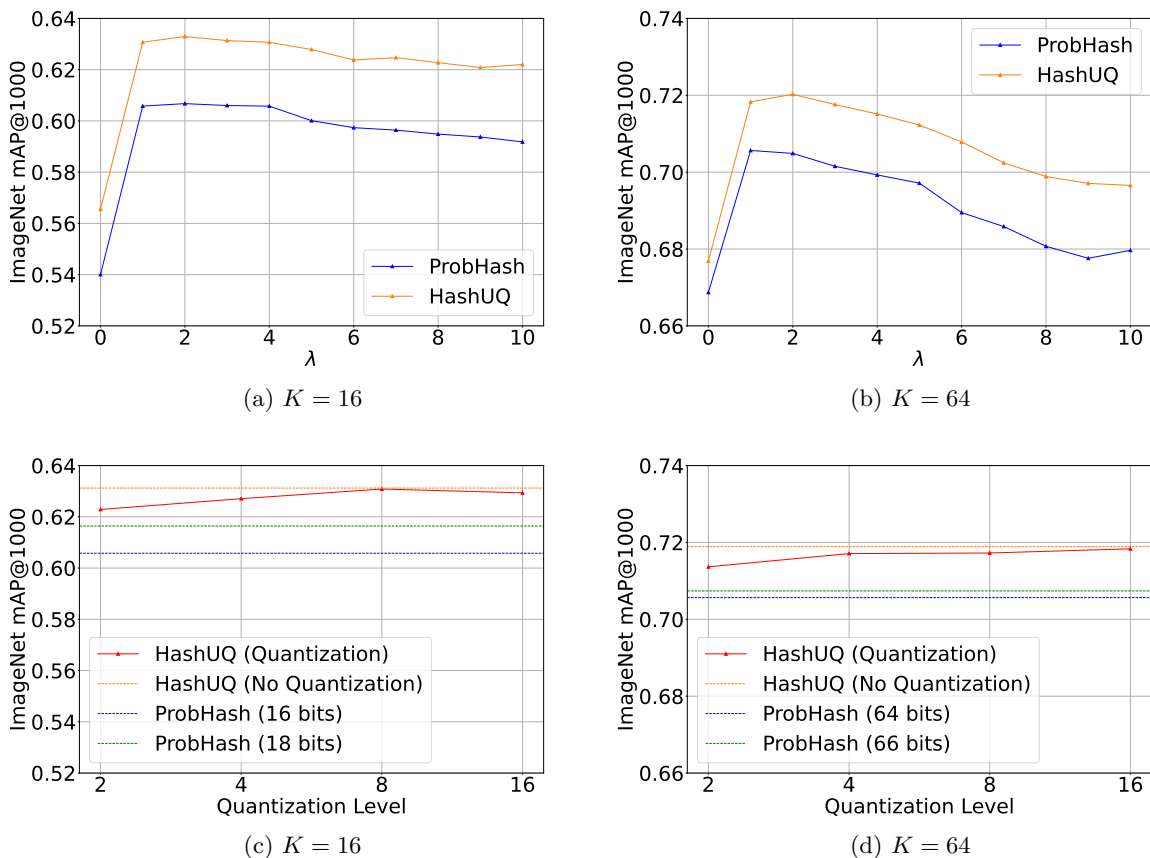 ImageNet mAP@1000
0.64
0.62
0.60
0.58
0.56
0.54
0.52
0 2 4 6 8 10
λ
ProbHash
HashUQ
(a) K = 16
ImageNet mAP@1000
0.74
0.72
0.70
0.68
0.66
0 2 4 6 8 10
λ
ProbHash
HashUQ
(b) K = 64
ImageNet mAP@1000
0.64
0.62
0.60
0.58
0.56
0.54
0.52
HashUQ (Quantization)
HashUQ (No Quantization)
ProbHash (16 bits)
ProbHash (18 bits)
2 4 8 16
Quantization Level
(c) K = 16
ImageNet mAP@1000
0.74
0.72
0.70
0.68
0.66
HashUQ (Quantization)
HashUQ (No Quantization)
ProbHash (64 bits)
ProbHash (66 bits)
2 4 8 16
Quantization Level
(d) K = 64